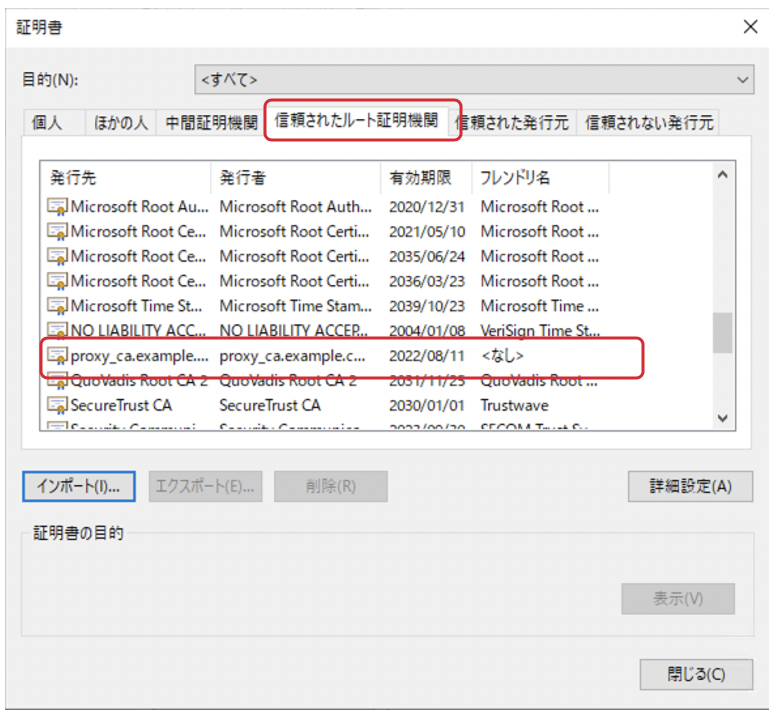 証明書
目的(N): <すべて>
個人 ほかの人 中間証明機関 信頼されたルート証明機関 信頼された発行元 信頼されない発行元
発行先 発行者 有効期限 フレンドリ名
Microsoft Root Au... Microsoft Root Auth... 2020/12/31 Microsoft Root ...
Microsoft Root Ce... Microsoft Root Certi... 2021/05/10 Microsoft Root ...
Microsoft Root Ce... Microsoft Root Certi... 2035/06/24 Microsoft Root ...
Microsoft Root Ce... Microsoft Root Certi... 2036/03/23 Microsoft Root ...
Microsoft Time St... Microsoft Time Stam... 2039/10/23 Microsoft Time ...
NO LIABILITY ACC... NO LIABILITY ACCEP... 2004/01/08 VeriSign Time St...
proxy_ca.example.... proxy_ca.example.c... 2022/08/11 <なし>
QuoVadis Root CA 2 QuoVadis Root CA 2 2031/11/25 QuoVadis Root ...
SecureTrust CA SecureTrust CA 2030/01/01 Trustwave
インポート(I)... エクスポート(E)... 削除(R) 詳細設定(A)
証明書の目的
表示(V)
閉じる(C)